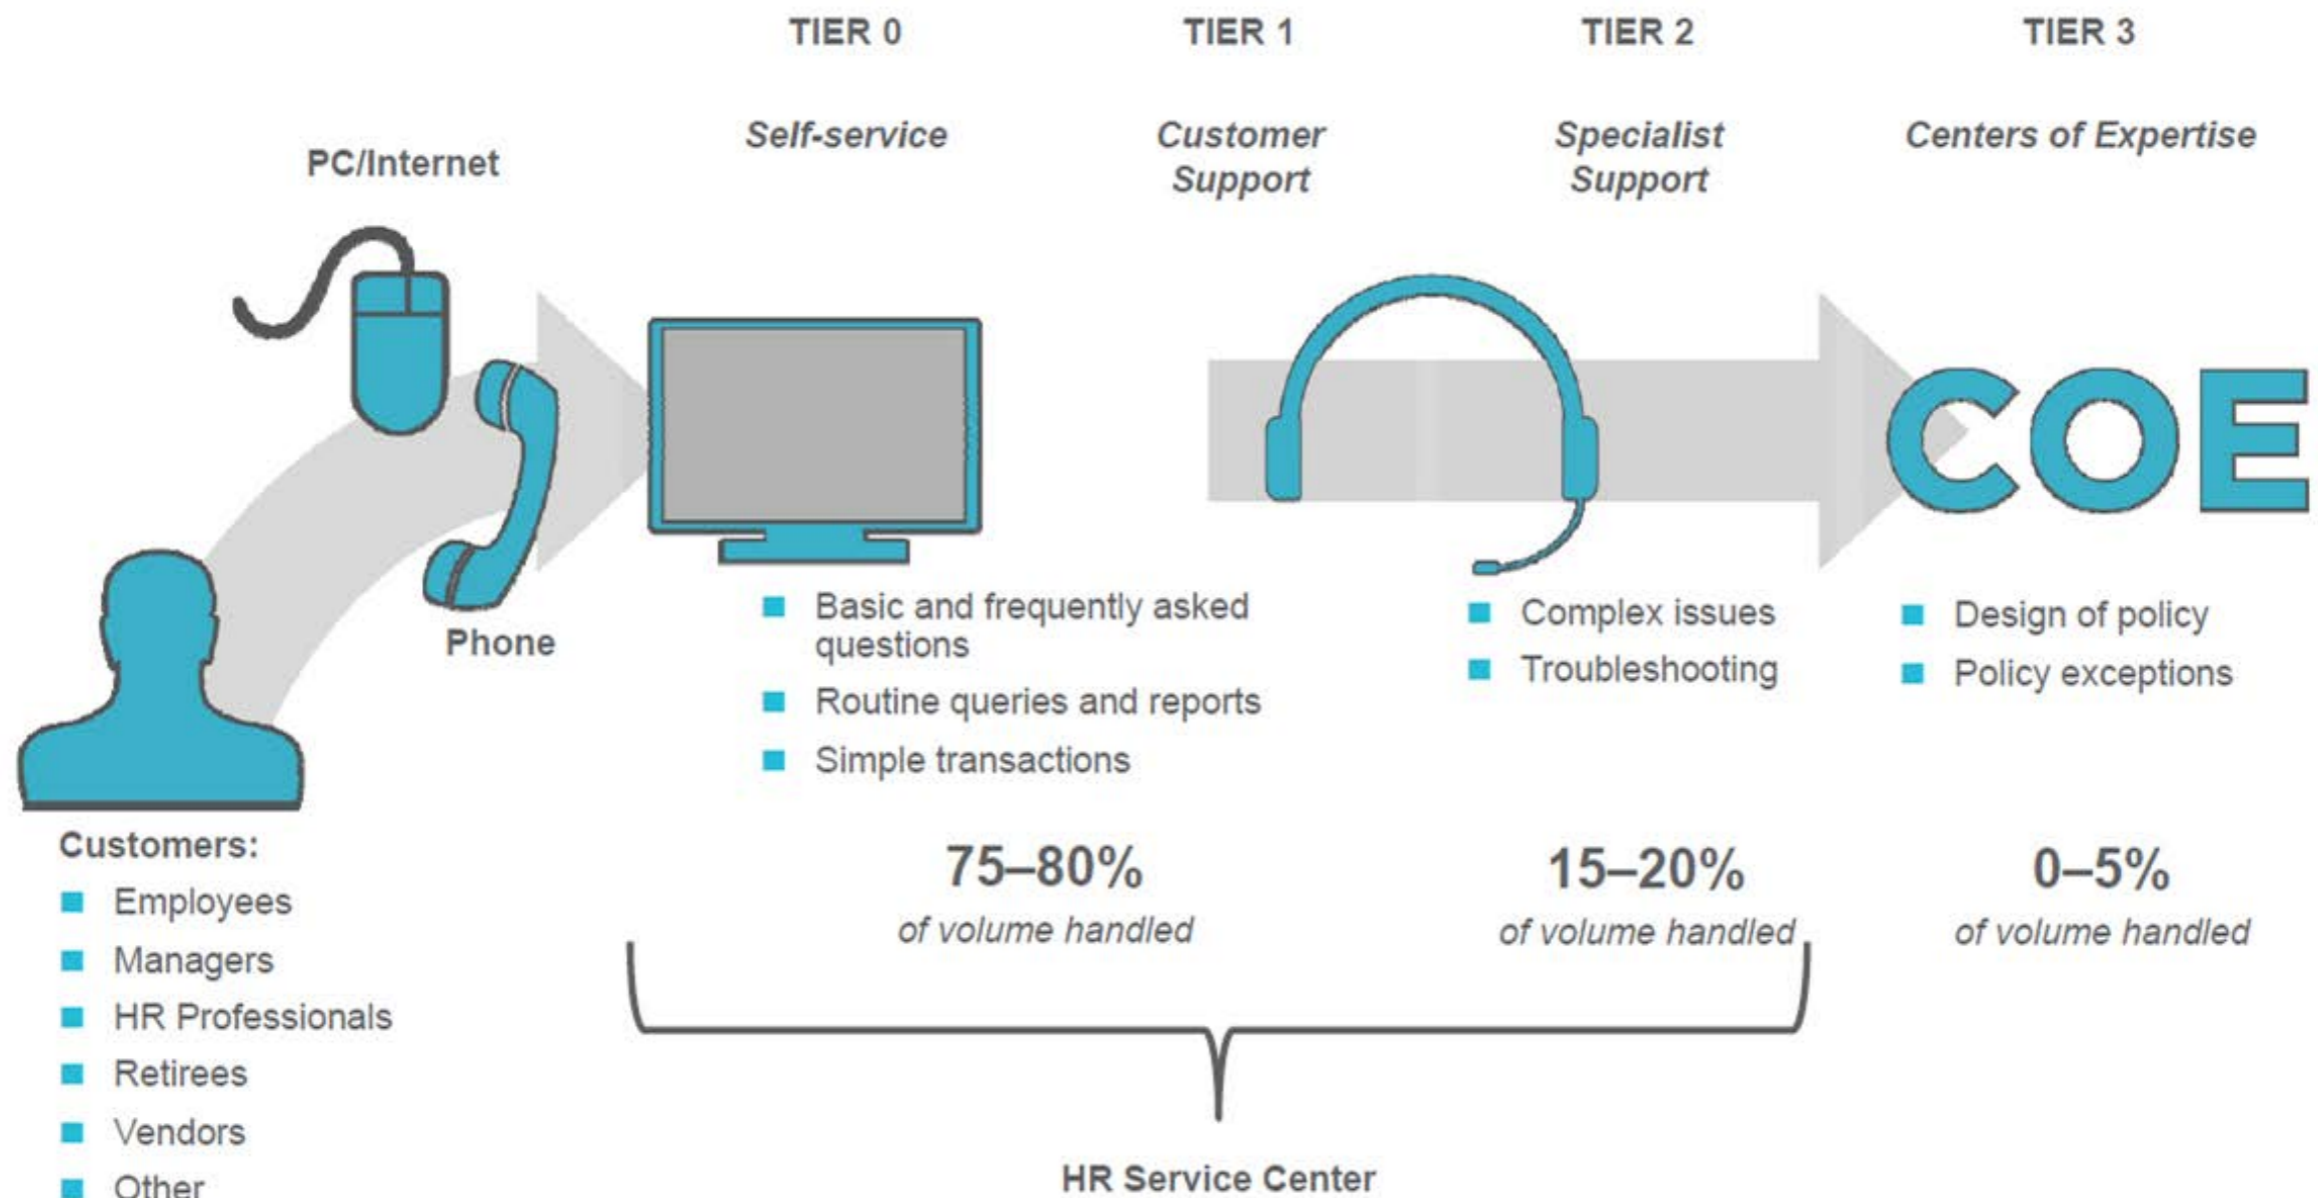 TIER 0
TIER 1
TIER 2
TIER 3
PC/Internet
Self-service
Customer
Support
Specialist
Support
Centers of Expertise
COE
Phone
Basic and frequently asked
questions
Routine queries and reports
Simple transactions
Complex issues
Troubleshooting
Design of policy
Policy exceptions
Customers:
Employees
Managers
HR Professionals
Retirees
Vendors
Other
75–80%
of volume handled
15–20%
of volume handled
0–5%
of volume handled
HR Service Center